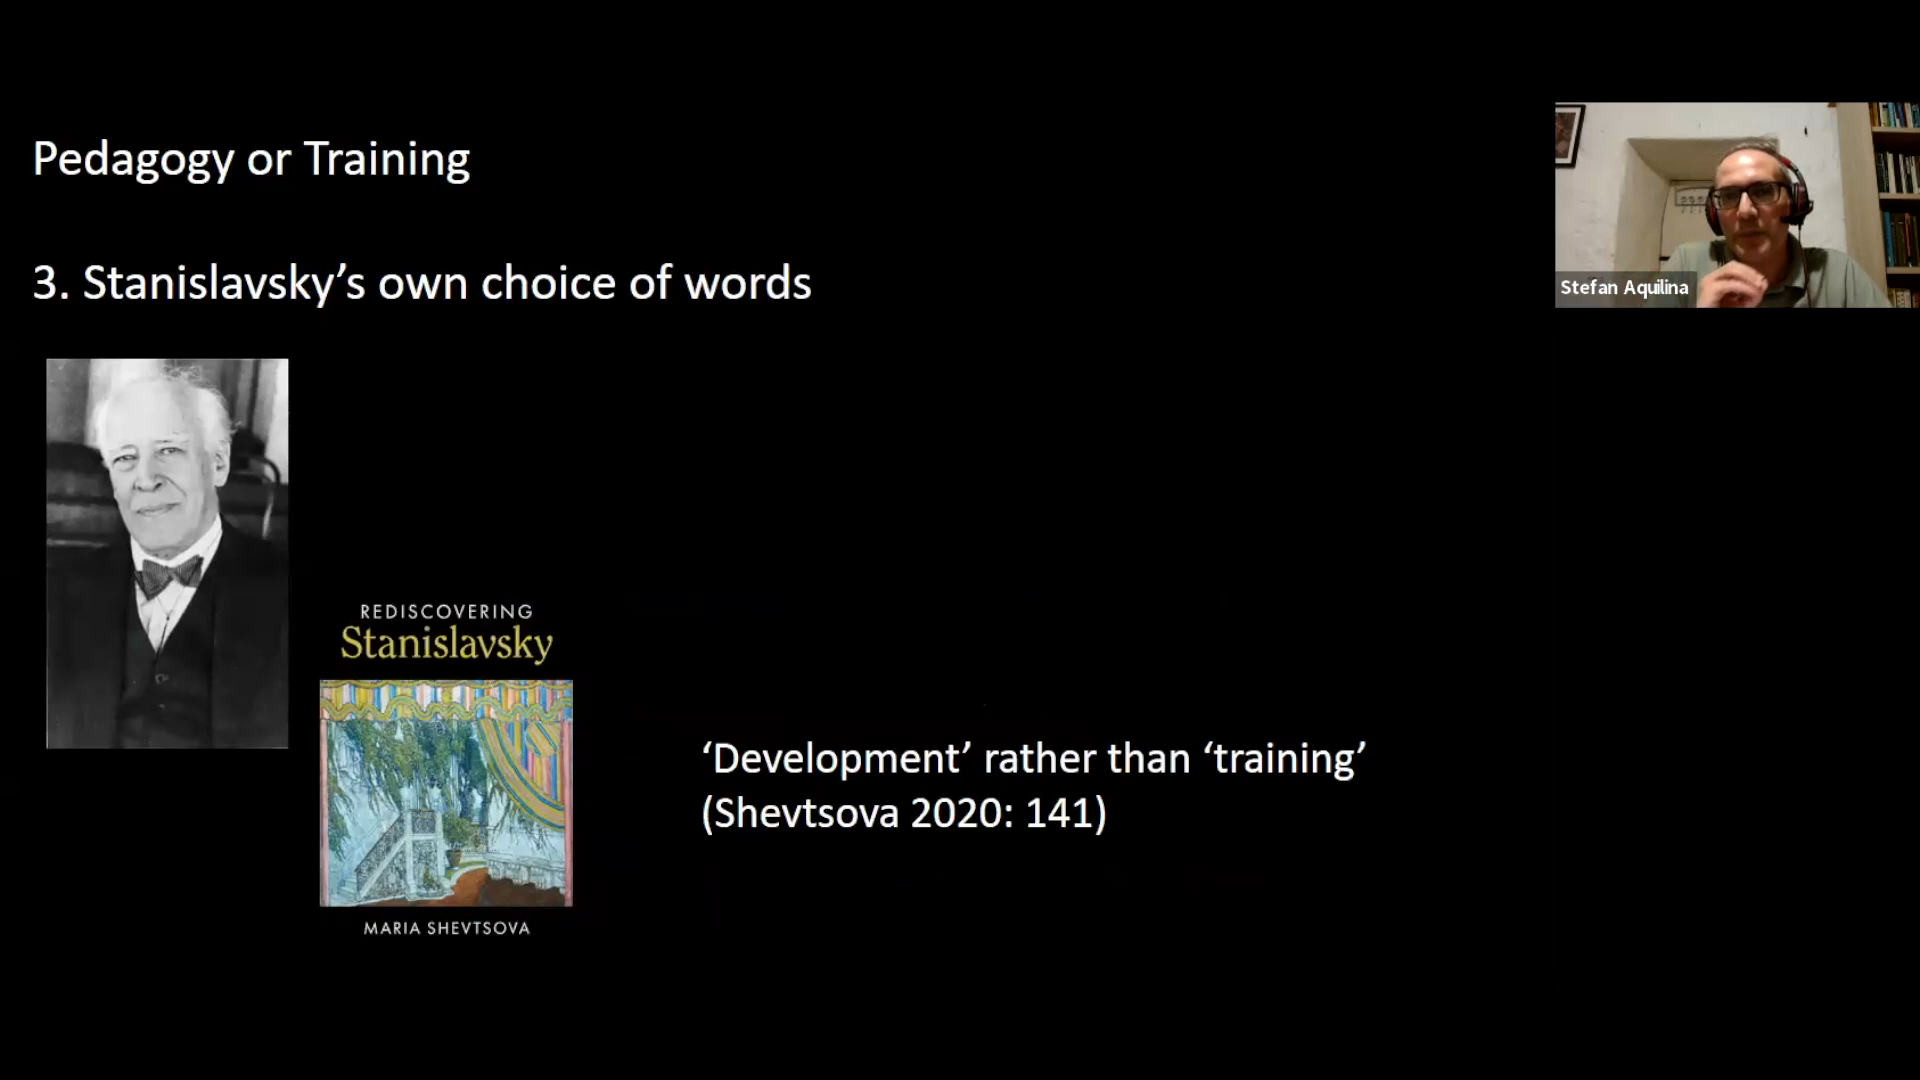 Pedagogy or Training
3. Stanislavsky’s own choice of words
Stefan Aquilina
REDISCOVERING
Stanislavsky
MARIA SHEVTSOVA
‘Development’ rather than ‘training’
(Shevtsova 2020: 141)